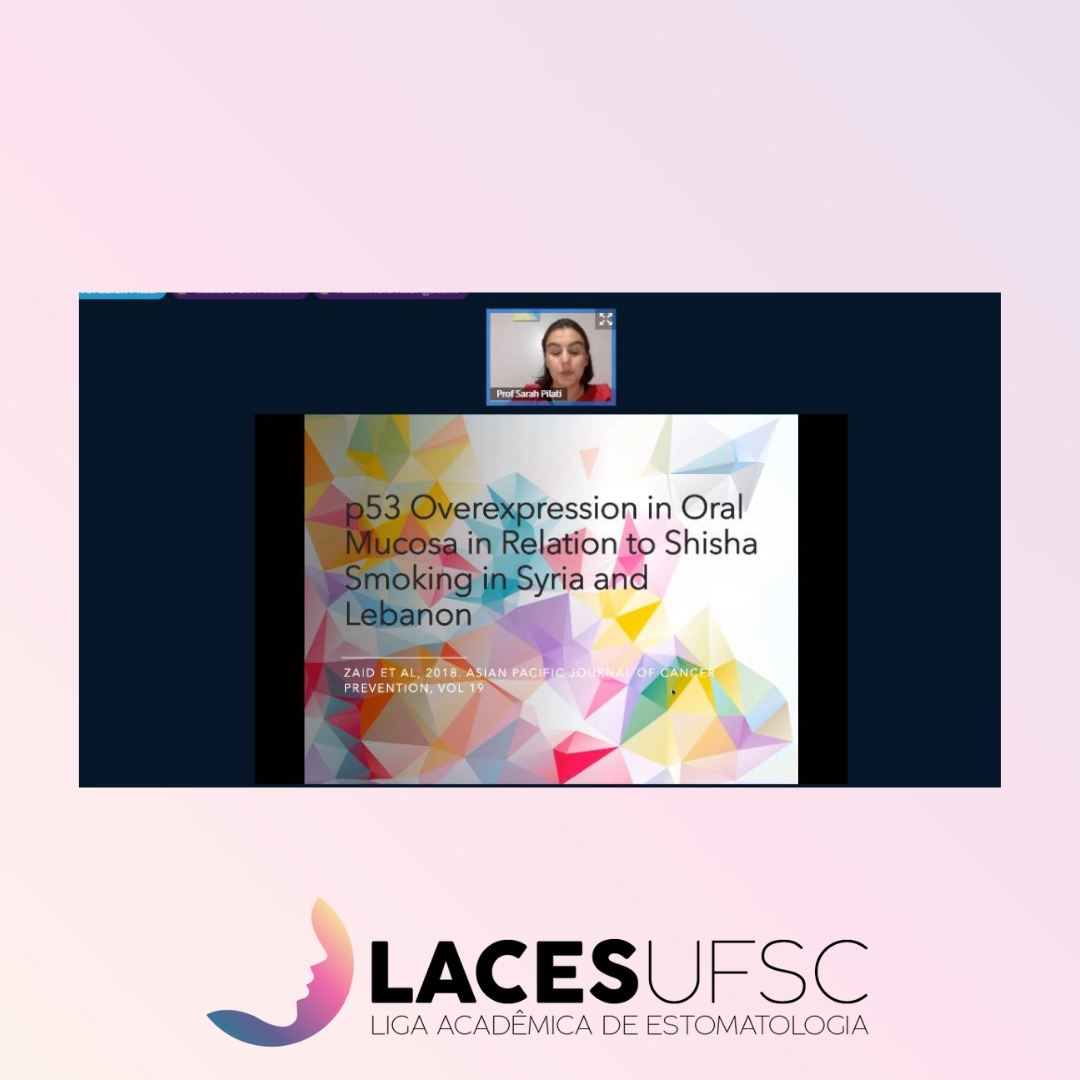 Prof Sarah Pilati
p53 Overexpression in Oral
Mucosa in Relation to Shisha
Smoking in Syria and
Lebanon
ZAID ET AL, 2018. ASIAN PACIFIC JOURNAL OF CANCER
PREVENTION, VOL 19
LACESUFSC
LIGA ACADÊMICA DE ESTOMATOLOGIA